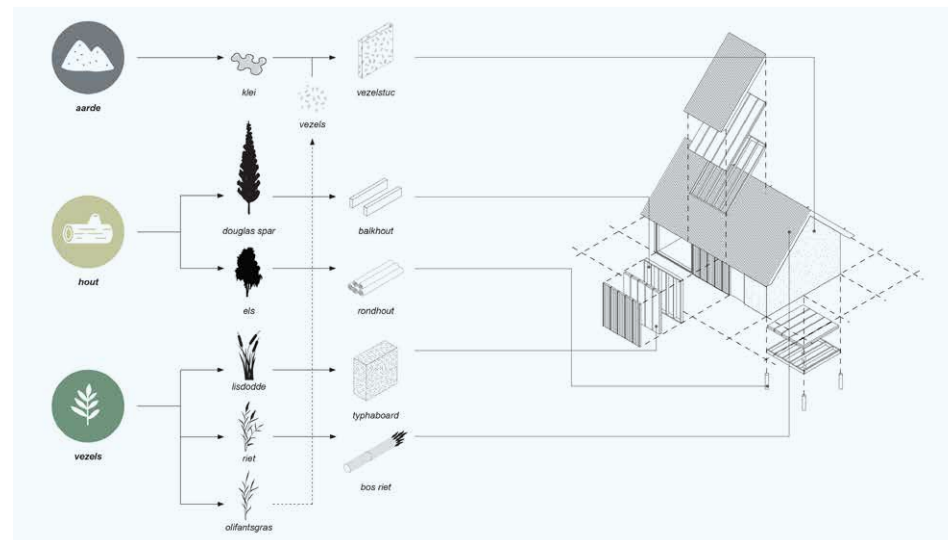 aarde
klei
vezels
vezelstuc
hout
douglas spar
balkhout
els
rondhout
vezels
lisdodde
typhaboard
riet
bos riet
olifantsgras